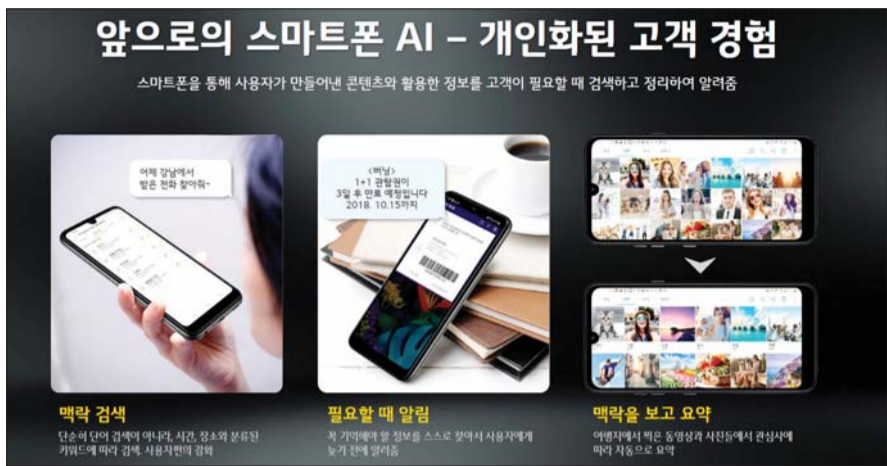 앞으로의 스마트폰 AI – 개인화된 고객 경험
스마트폰을 통해 사용자가 만들어낸 콘텐츠와 활용한 정보를 고객이 필요할 때 검색하고 정리하여 알려줌
어제 강남에서
받은 전화 찾아줘~
<버닝>
1+1 관람권이
3일 후 만료 예정입니다
2018. 10.15까지
맥락 검색
단순히 단어 검색이 아니라, 시간, 장소와 분류된
키워드에 따라 검색, 사용자편의 강화
필요할 때 알림
꼭 기억해야 할 정보를 스스로 찾아서 사용자에게
늦기 전에 알려줌
맥락을 보고 요약
여행지에서 찍은 동영상과 사진들에서 관심사에
따라 자동으로 요약